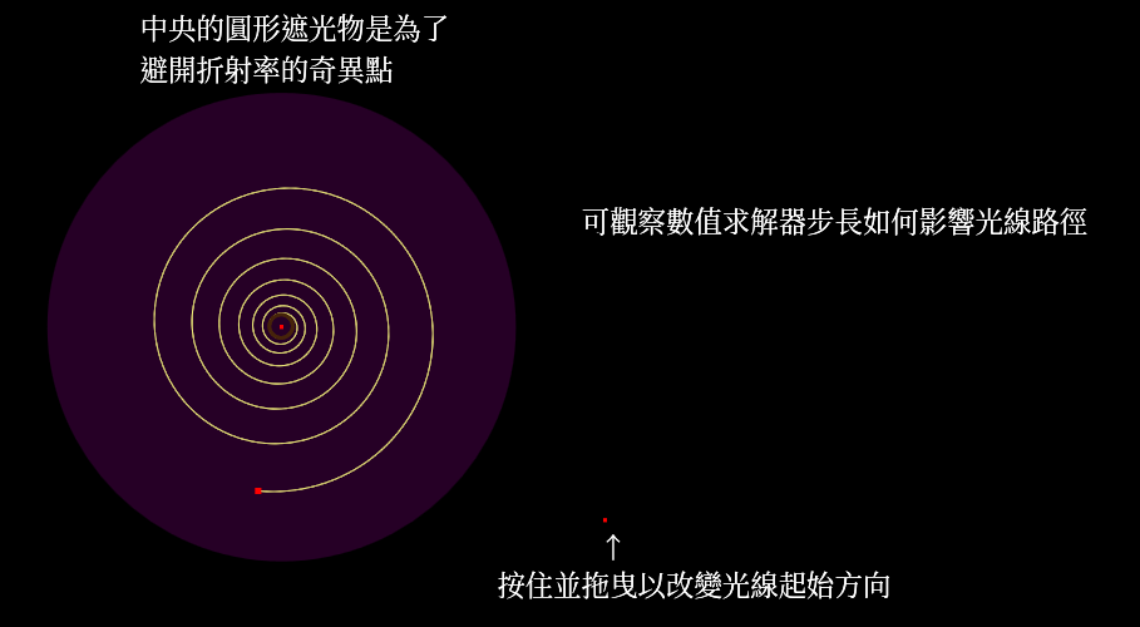 中央的圓形遮光物是為了
避開折射率的奇異點
可觀察數值求解器步長如何影響光線路徑
↑
按住並拖曳以改變光線起始方向